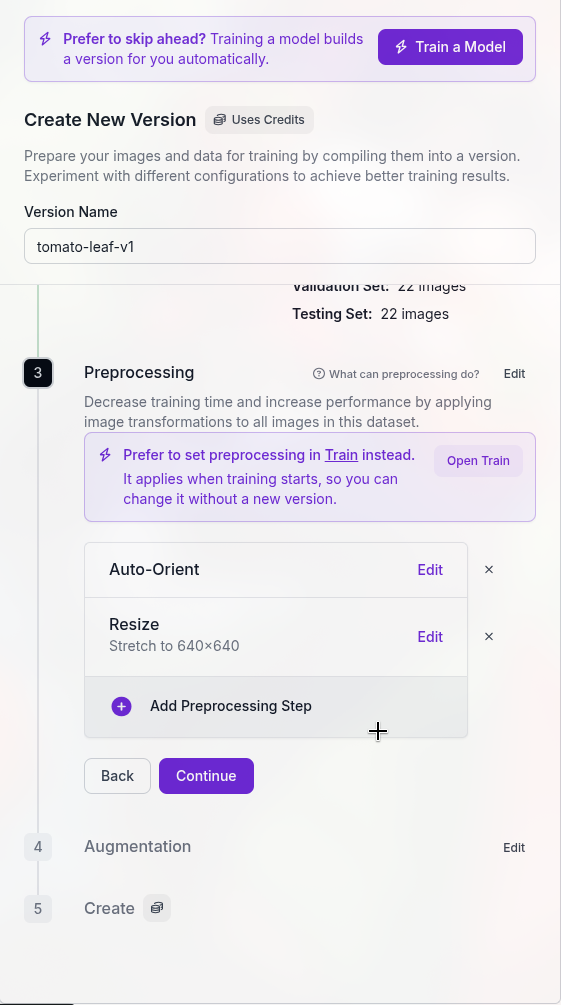 Prefer to skip ahead? Training a model builds
a version for you automatically.
Train a Model
Create New Version
Uses Credits
Prepare your images and data for training by compiling them into a version.
Experiment with different configurations to achieve better training results.
Version Name
tomato-leaf-v1
Validation Set: 22 images
Testing Set: 22 images
3
Preprocessing
What can preprocessing do?
Edit
Decrease training time and increase performance by applying
image transformations to all images in this dataset.
Prefer to set preprocessing in Train instead.
It applies when training starts, so you can
change it without a new version.
Open Train
Auto-Orient
Edit
×
Resize
Stretch to 640×640
Edit
×
Add Preprocessing Step
Back
Continue
4
Augmentation
Edit
5
Create